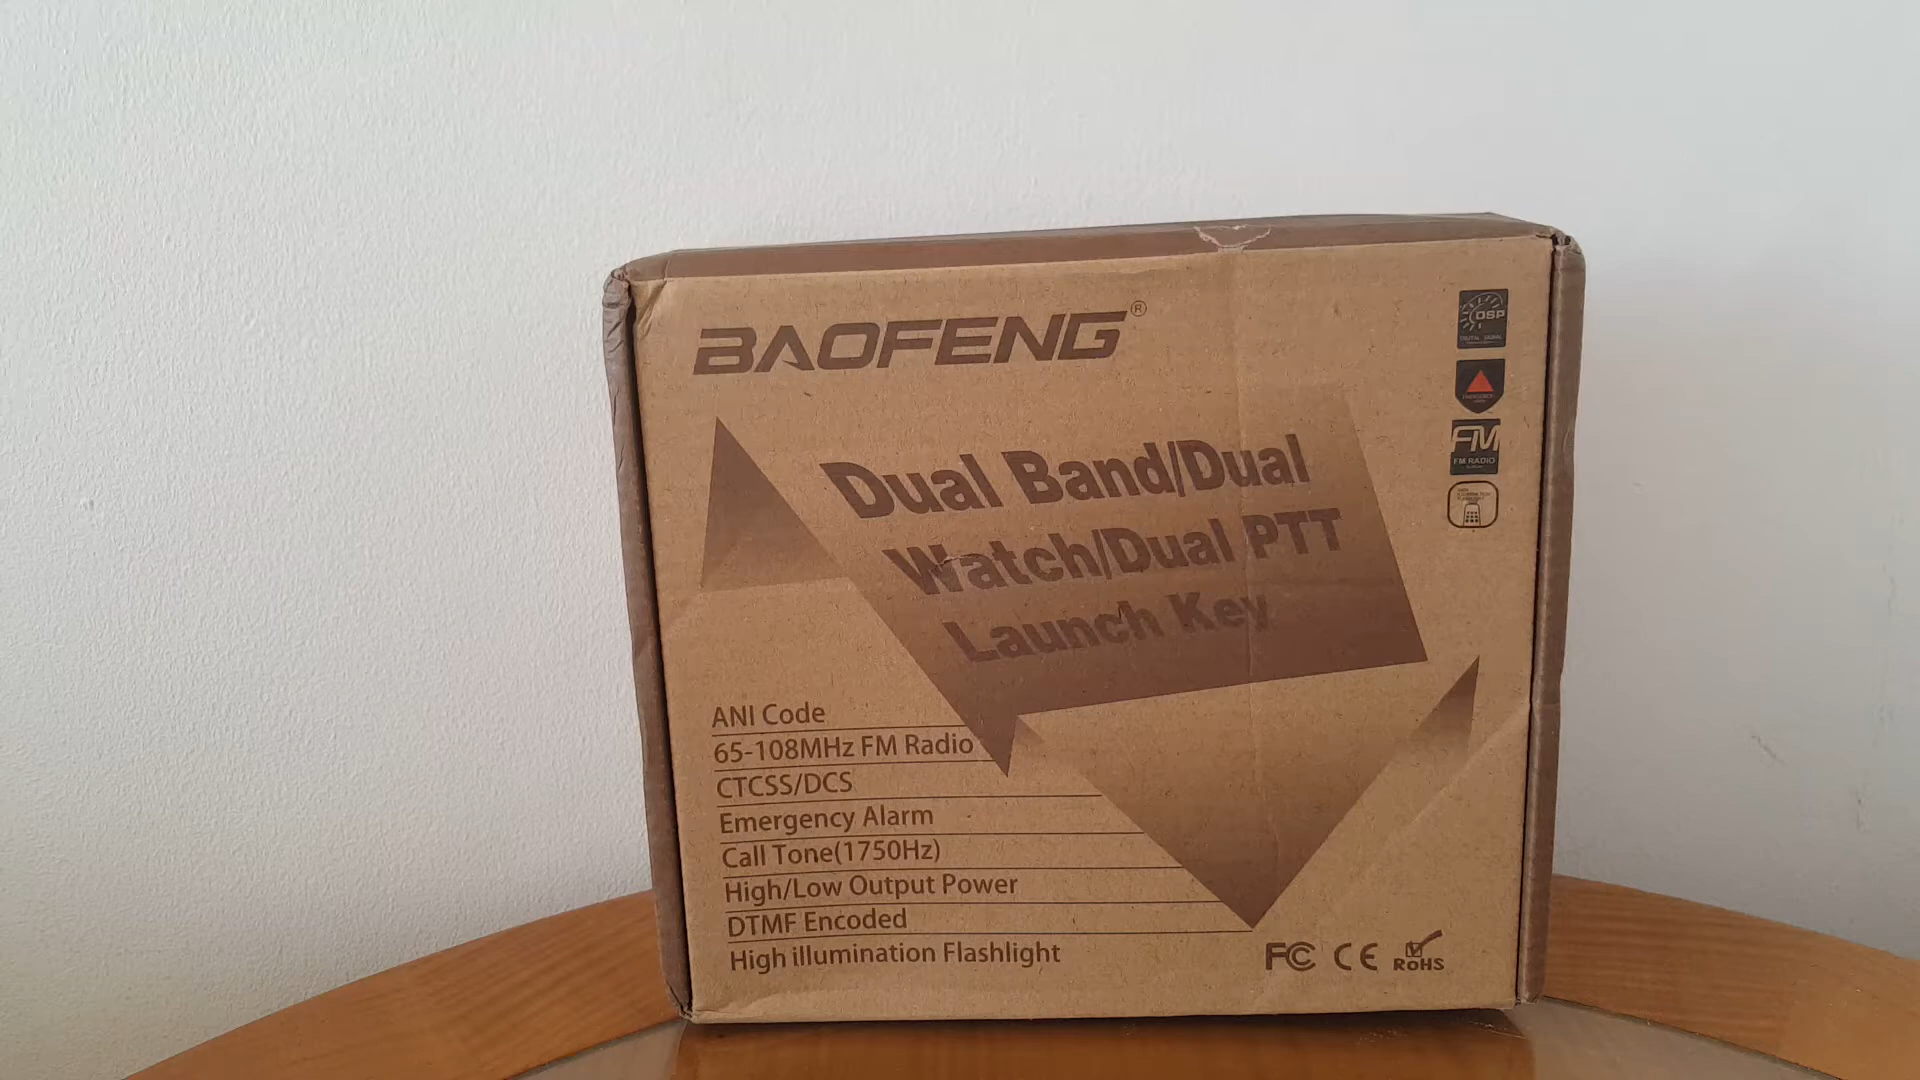 BAOFENG®
DSP
FM
FM RADIO
Dual Band/Dual
Watch/Dual PTT
Launch Key
ANI Code
65-108MHz FM Radio
CTCSS/DCS
Emergency Alarm
Call Tone(1750Hz)
High/Low Output Power
DTMF Encoded
High illumination Flashlight
FC CE RoHS